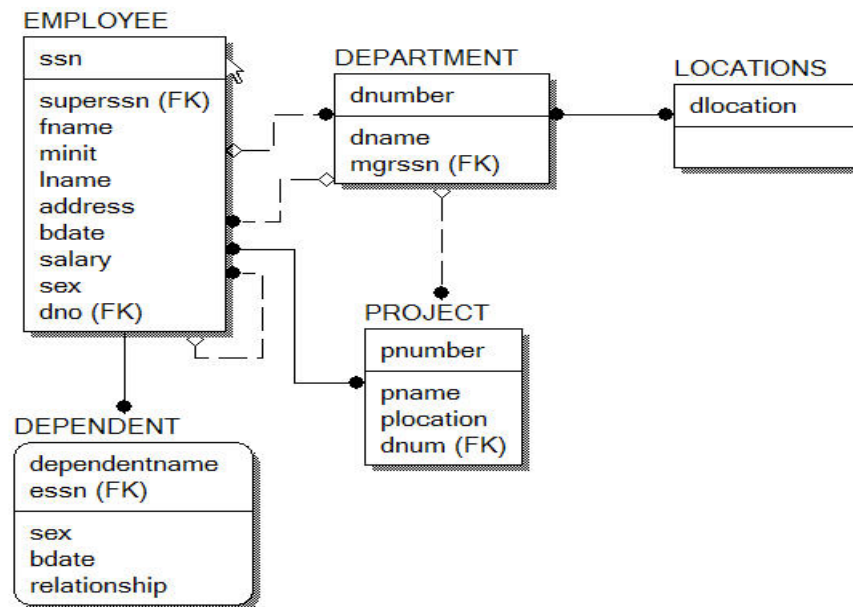 EMPLOYEE
ssn
superssn (FK)
fname
minit
lname
address
bdate
salary
sex
dno (FK)
DEPARTMENT
dnumber
dname
mgrssn (FK)
LOCATIONS
dlocation
PROJECT
pnumber
pname
plocation
dnum (FK)
DEPENDENT
dependentname
essn (FK)
sex
bdate
relationship